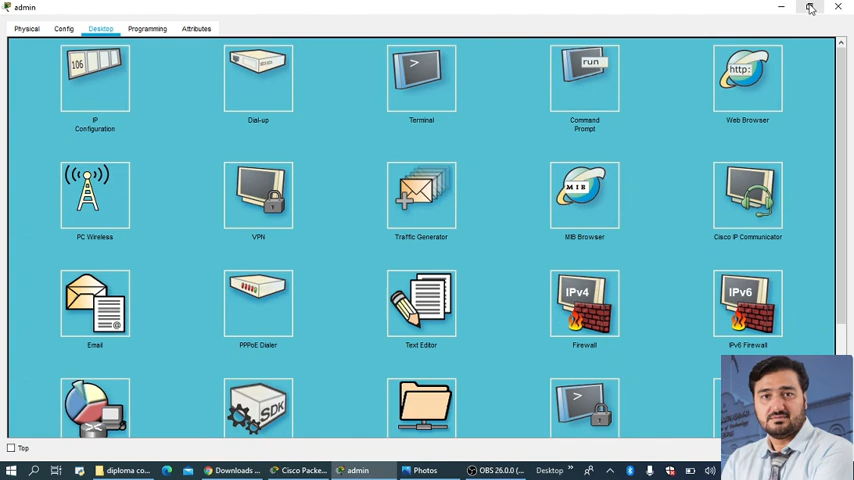 admin
Physical Config Desktop Programming Attributes
106
>
run
http:
IP
Configuration
Dial-up
Terminal
Command
Prompt
Web Browser
MIB
PC Wireless
VPN
Traffic Generator
MIB Browser
Cisco IP Communicator
@
IPv4
IPv6
Email
PPPoE Dialer
Text Editor
Firewall
IPv6 Firewall
SDK
>
Top
diploma co...
Downloads ...
Cisco Packe...
admin
Photos
OBS 26.0.0 (...
Desktop